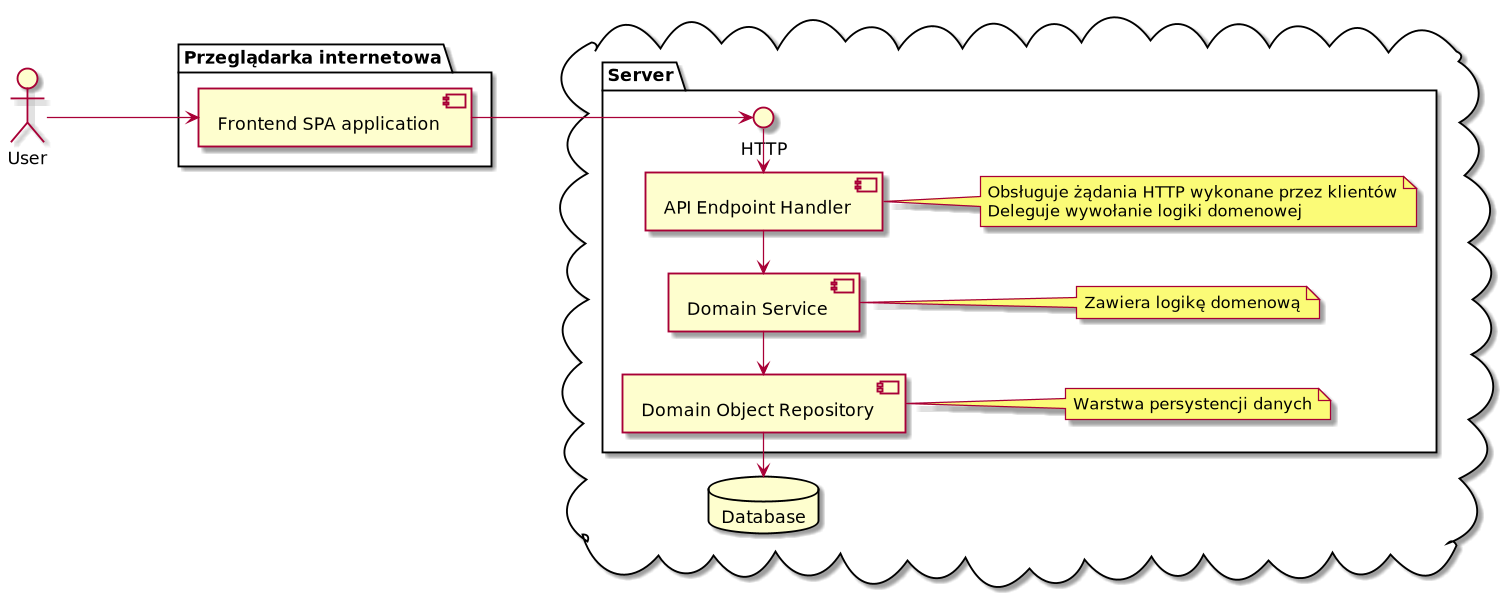 Przeglądarka internetowa
Server
Frontend SPA application
User
HTTP
API Endpoint Handler
Obsługuje żądania HTTP wykonane przez klientów
Deleguje wywołanie logiki domenowej
Domain Service
Zawiera logikę domenową
Domain Object Repository
Warstwa persystencji danych
Database